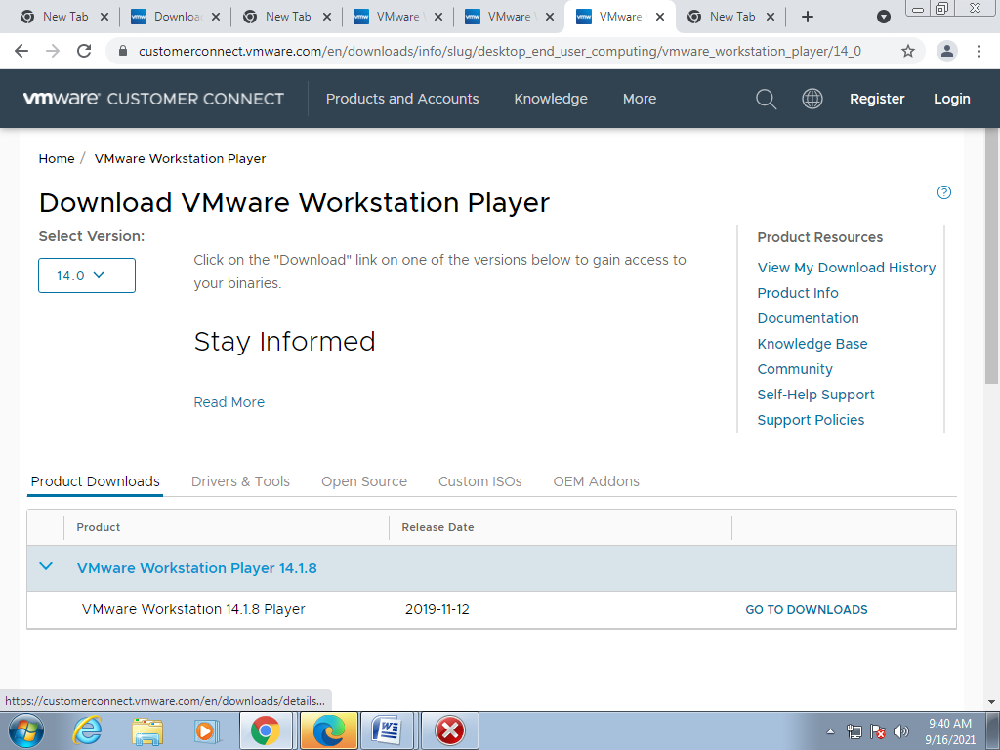 New Tab
Downloa
New Tab
VMware
VMware
VMware
New Tab
customerconnect.vmware.com/en/downloads/info/slug/desktop_end_user_computing/vmware_workstation_player/14_0
vmware® CUSTOMER CONNECT
Products and Accounts
Knowledge
More
Register
Login
Home / VMware Workstation Player
Download VMware Workstation Player
Select Version:
14.0
Click on the "Download" link on one of the versions below to gain access to
your binaries.
Stay Informed
Read More
Product Resources
View My Download History
Product Info
Documentation
Knowledge Base
Community
Self-Help Support
Support Policies
Product Downloads
Drivers & Tools
Open Source
Custom ISOs
OEM Addons
Product
Release Date
VMware Workstation Player 14.1.8
VMware Workstation 14.1.8 Player
2019-11-12
GO TO DOWNLOADS
https://customerconnect.vmware.com/en/downloads/details...
9:40 AM
9/16/2021